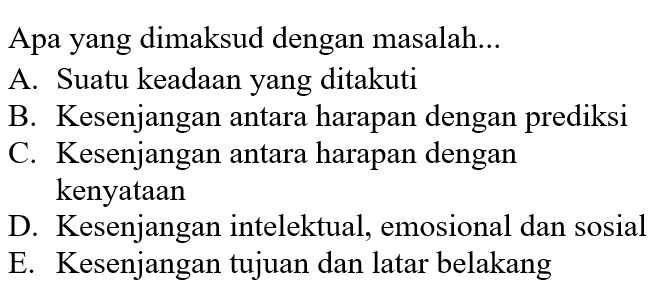 Apa yang dimaksud dengan masalah...
A. Suatu keadaan yang ditakuti
B. Kesenjangan antara harapan dengan prediksi
C. Kesenjangan antara harapan dengan
kenyataan
D. Kesenjangan intelektual, emosional dan sosial
E. Kesenjangan tujuan dan latar belakang